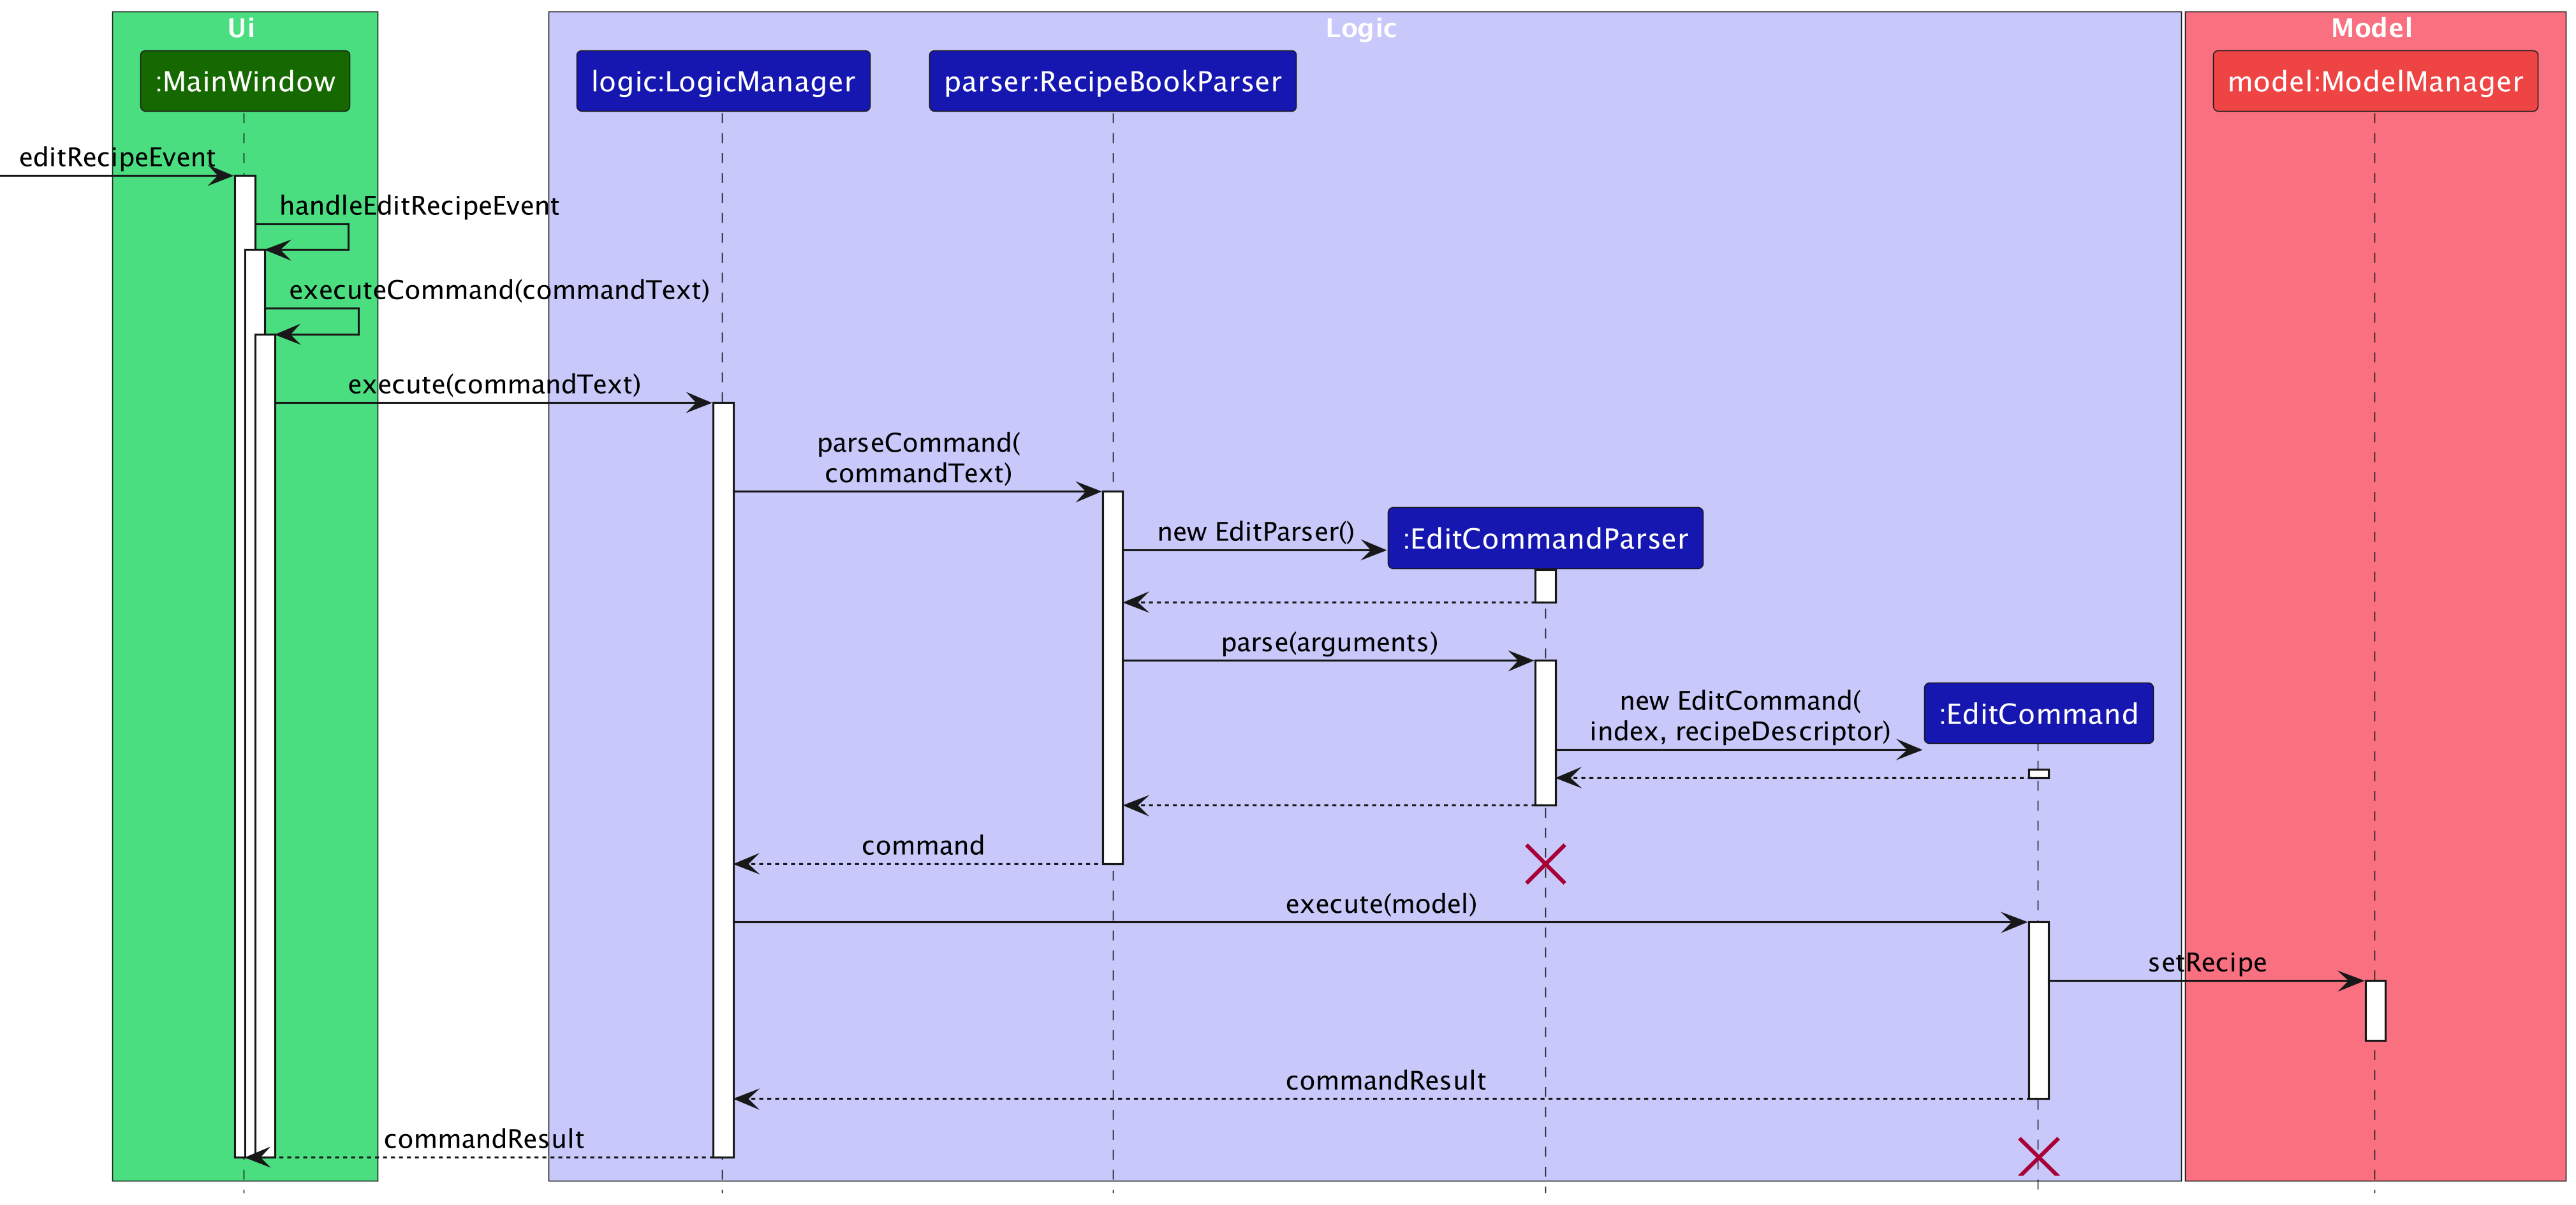 Ui
Logic
Model
:MainWindow
logic:LogicManager
parser:RecipeBookParser
model:ModelManager
editRecipeEvent
handleEditRecipeEvent
executeCommand(commandText)
execute(commandText)
parseCommand(
commandText)
new EditParser()
:EditCommandParser
parse(arguments)
new EditCommand(
index, recipeDescriptor)
:EditCommand
command
execute(model)
setRecipe
commandResult
commandResult